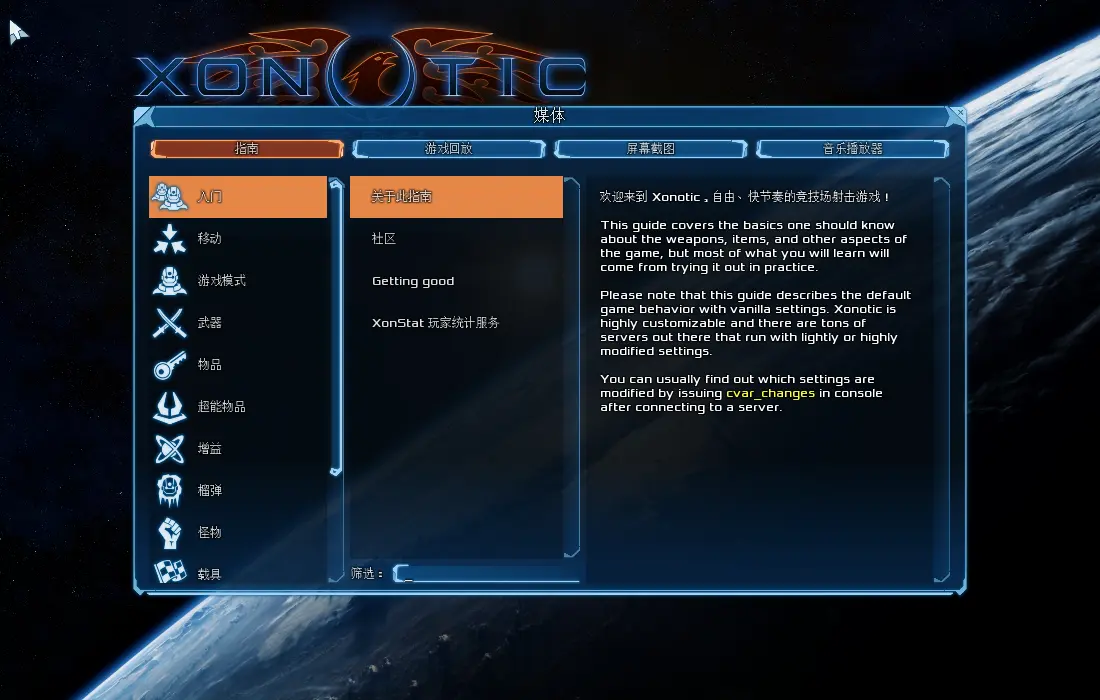 XONOTIC
媒体
指南
游戏回放
屏幕截图
音乐播放器
入门
移动
游戏模式
武器
物品
超能物品
增益
榴弹
怪物
载具
关于此指南
社区
Getting good
XonStat 玩家统计服务
筛选：
欢迎来到 Xonotic。自由、快节奏的竞技场射击游戏！
This guide covers the basics one should know
about the weapons, items, and other aspects of
the game, but most of what you will learn will
come from trying it out in practice.
Please note that this guide describes the default
game behavior with vanilla settings. Xonotic is
highly customizable and there are tons of
servers out there that run with lightly or highly
modified settings.
You can usually find out which settings are
modified by issuing cvar_changes in console
after connecting to a server.